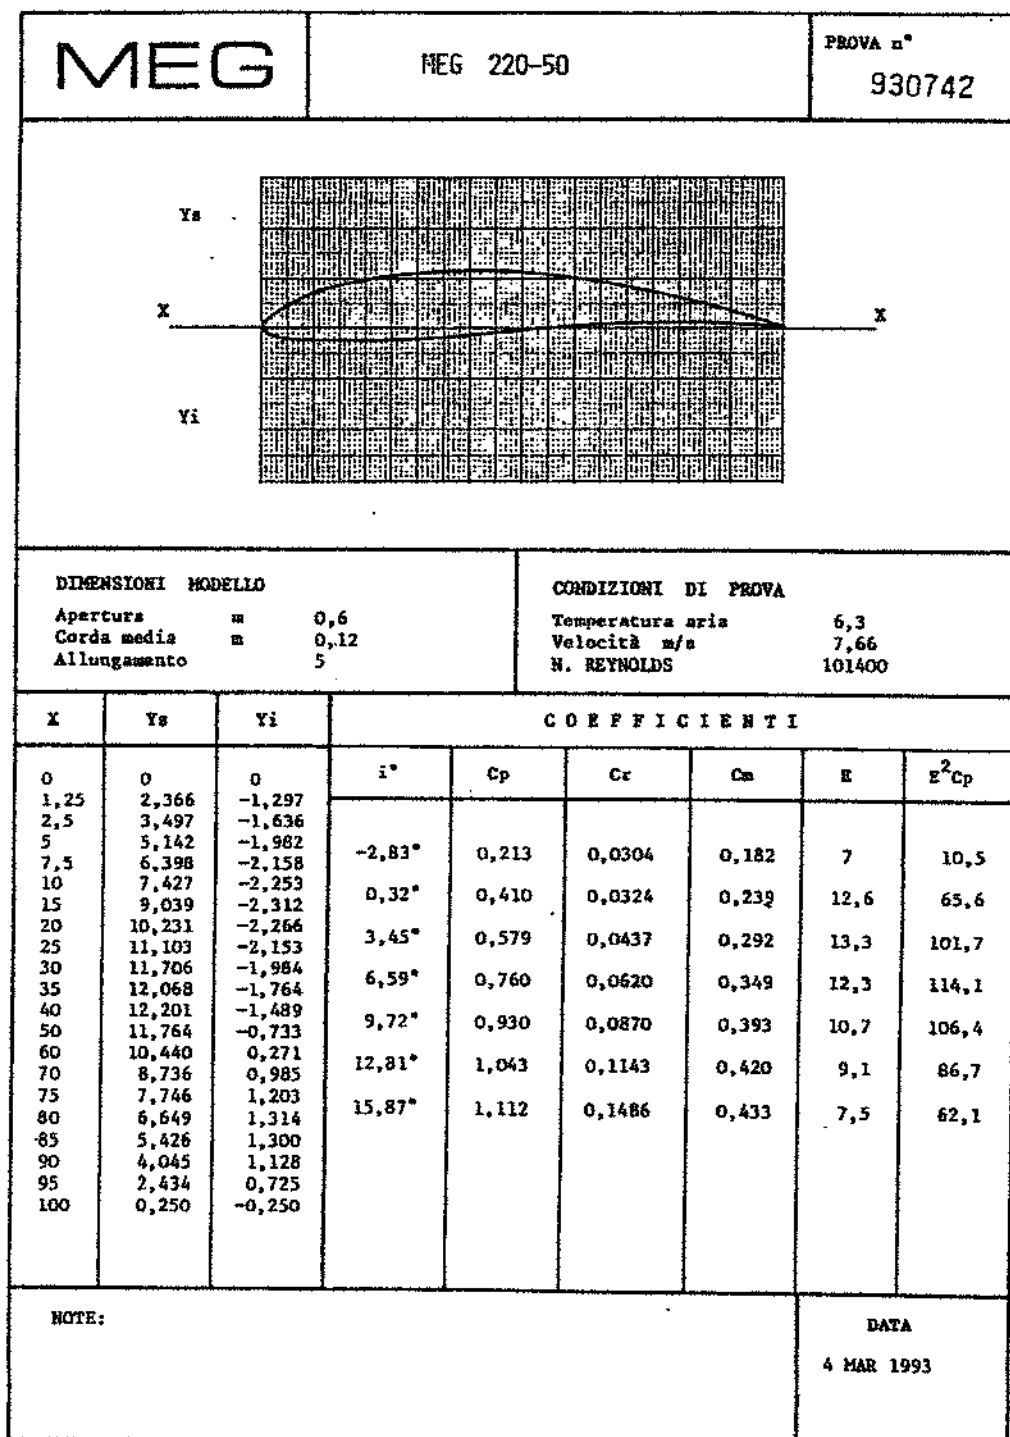 MEG
MEG 220-50
PROVA n°
930742
Ys
X
X
Yi
DIMENSIONI MODELLO
Apertura m 0,6
Corda media m 0,12
Allungamento 5
CONDIZIONI DI PROVA
Temperatura aria 6,3
Velocità m/s 7,66
N. REYNOLDS 101400
X Ys Yi
COEFFICIENTI
i° Cp Cr Cm E E²Cp
0 0 0
1,25 2,366 -1,297
2,5 3,497 -1,636
5 5,142 -1,982
7,5 6,398 -2,158
10 7,427 -2,253
15 9,039 -2,312
20 10,231 -2,266
25 11,103 -2,153
30 11,706 -1,984
35 12,068 -1,764
40 12,201 -1,489
50 11,764 -0,733
60 10,440 0,271
70 8,736 0,985
75 7,746 1,203
80 6,649 1,314
85 5,426 1,300
90 4,045 1,128
95 2,434 0,725
100 0,250 -0,250
-2,83° 0,213 0,0304 0,182 7 10,5
0,32° 0,410 0,0324 0,239 12,6 65,6
3,45° 0,579 0,0437 0,292 13,3 101,7
6,59° 0,760 0,0620 0,349 12,3 114,1
9,72° 0,930 0,0870 0,393 10,7 106,4
12,81° 1,043 0,1143 0,420 9,1 86,7
15,87° 1,112 0,1486 0,433 7,5 62,1
NOTE:
DATA
4 MAR 1993